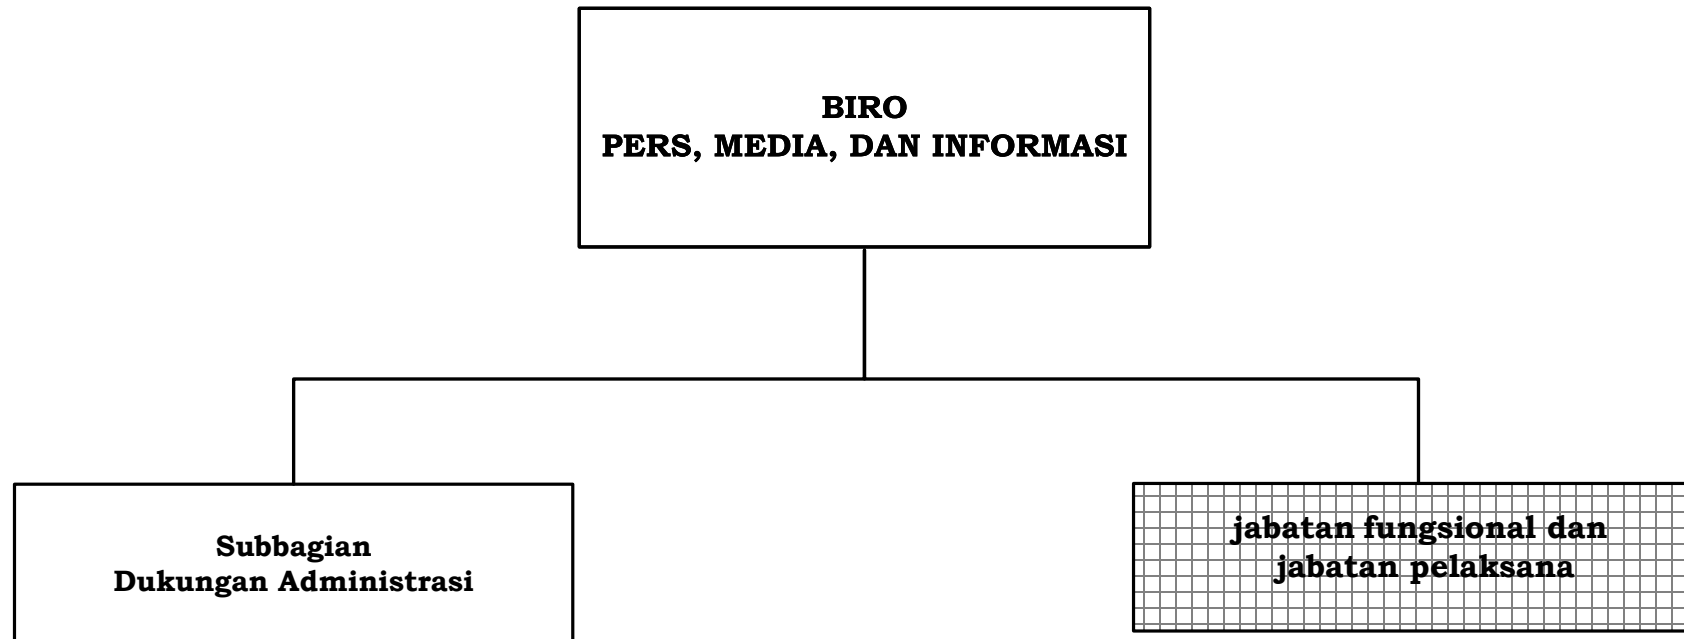 BIRO
PERS, MEDIA, DAN INFORMASI
Subbagian
Dukungan Administrasi
jabatan fungsional dan
jabatan pelaksana